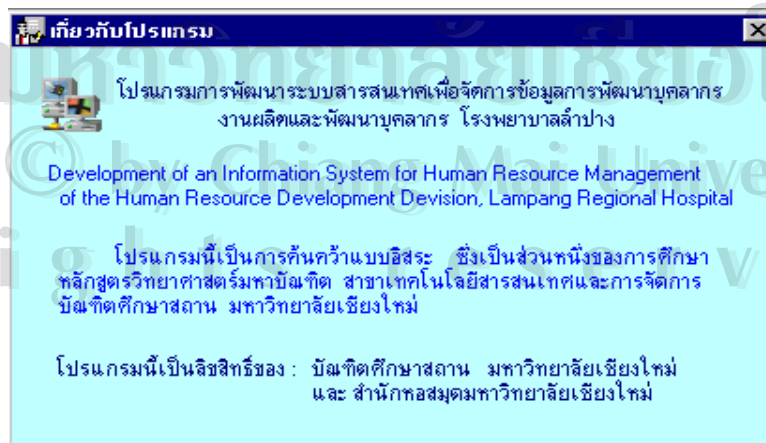 เกี่ยวกับโปรแกรม
โปรแกรมการพัฒนาระบบสารสนเทศเพื่อจัดการข้อมูลการพัฒนาบุคลากร
งานผลิตและพัฒนาบุคลากร โรงพยาบาลลำปาง
Development of an Information System for Human Resource Management
of the Human Resource Development Devision, Lampang Regional Hospital
โปรแกรมนี้เป็นการค้นคว้าแบบอิสระ ซึ่งเป็นส่วนหนึ่งของการศึกษา
หลักสูตรวิทยาศาสตร์มหาบัณฑิต สาขาเทคโนโลยีสารสนเทศและการจัดการ
บัณฑิตศึกษาสถาน มหาวิทยาลัยเชียงใหม่
โปรแกรมนี้เป็นลิขสิทธิ์ของ : บัณฑิตศึกษาสถาน มหาวิทยาลัยเชียงใหม่
และ สำนักหอสมุดมหาวิทยาลัยเชียงใหม่
© by Chiang Mai